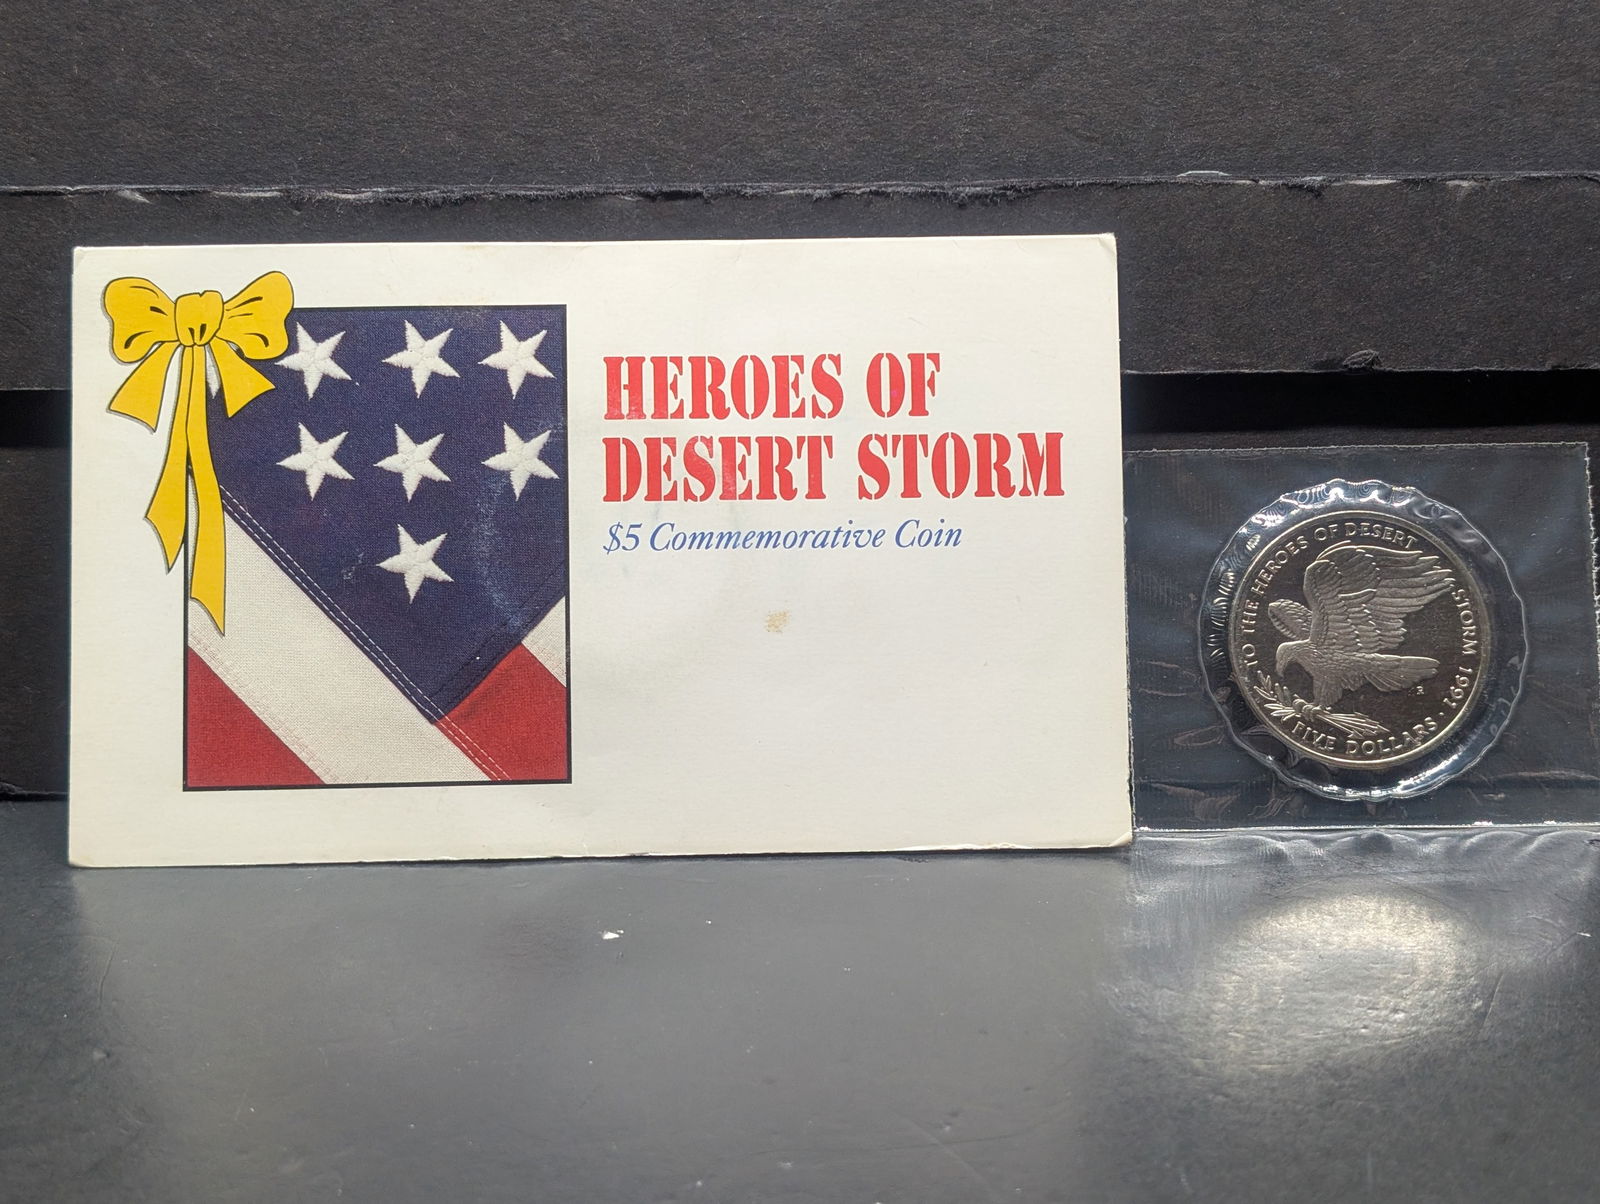 HEROES OF
DESERT STORM
$5 Commemorative Coin
TO THE HEROES OF DESERT STORM 1991
FIVE DOLLARS
R